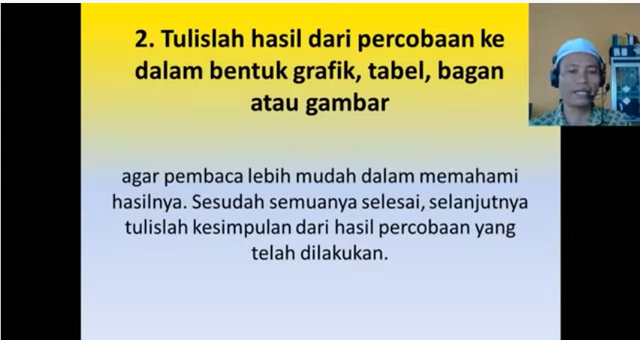 2. Tulislah hasil dari percobaan ke
dalam bentuk grafik, tabel, bagan
atau gambar
agar pembaca lebih mudah dalam memahami
hasilnya. Sesudah semuanya selesai, selanjutnya
tulislah kesimpulan dari hasil percobaan yang
telah dilakukan.